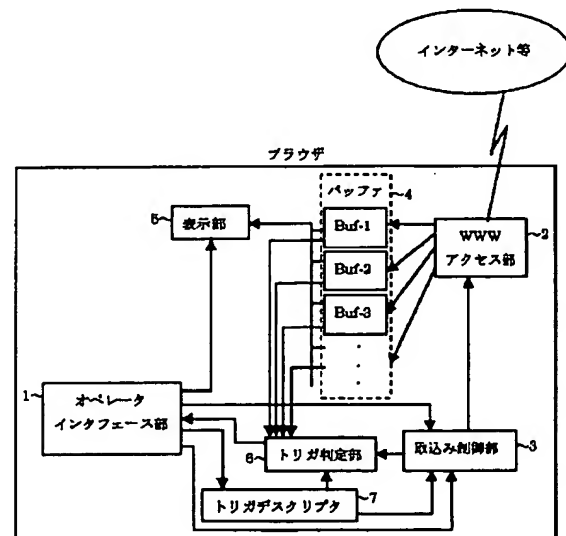 インターネット等
ブラウザ
バッファ
4
5
表示部
Buf-1
WWW
アクセス部
2
Buf-2
Buf-3
1
オペレータ
インタフェース部
6
トリガ判定部
取込み制御部
3
7
トリガデスクリプタ